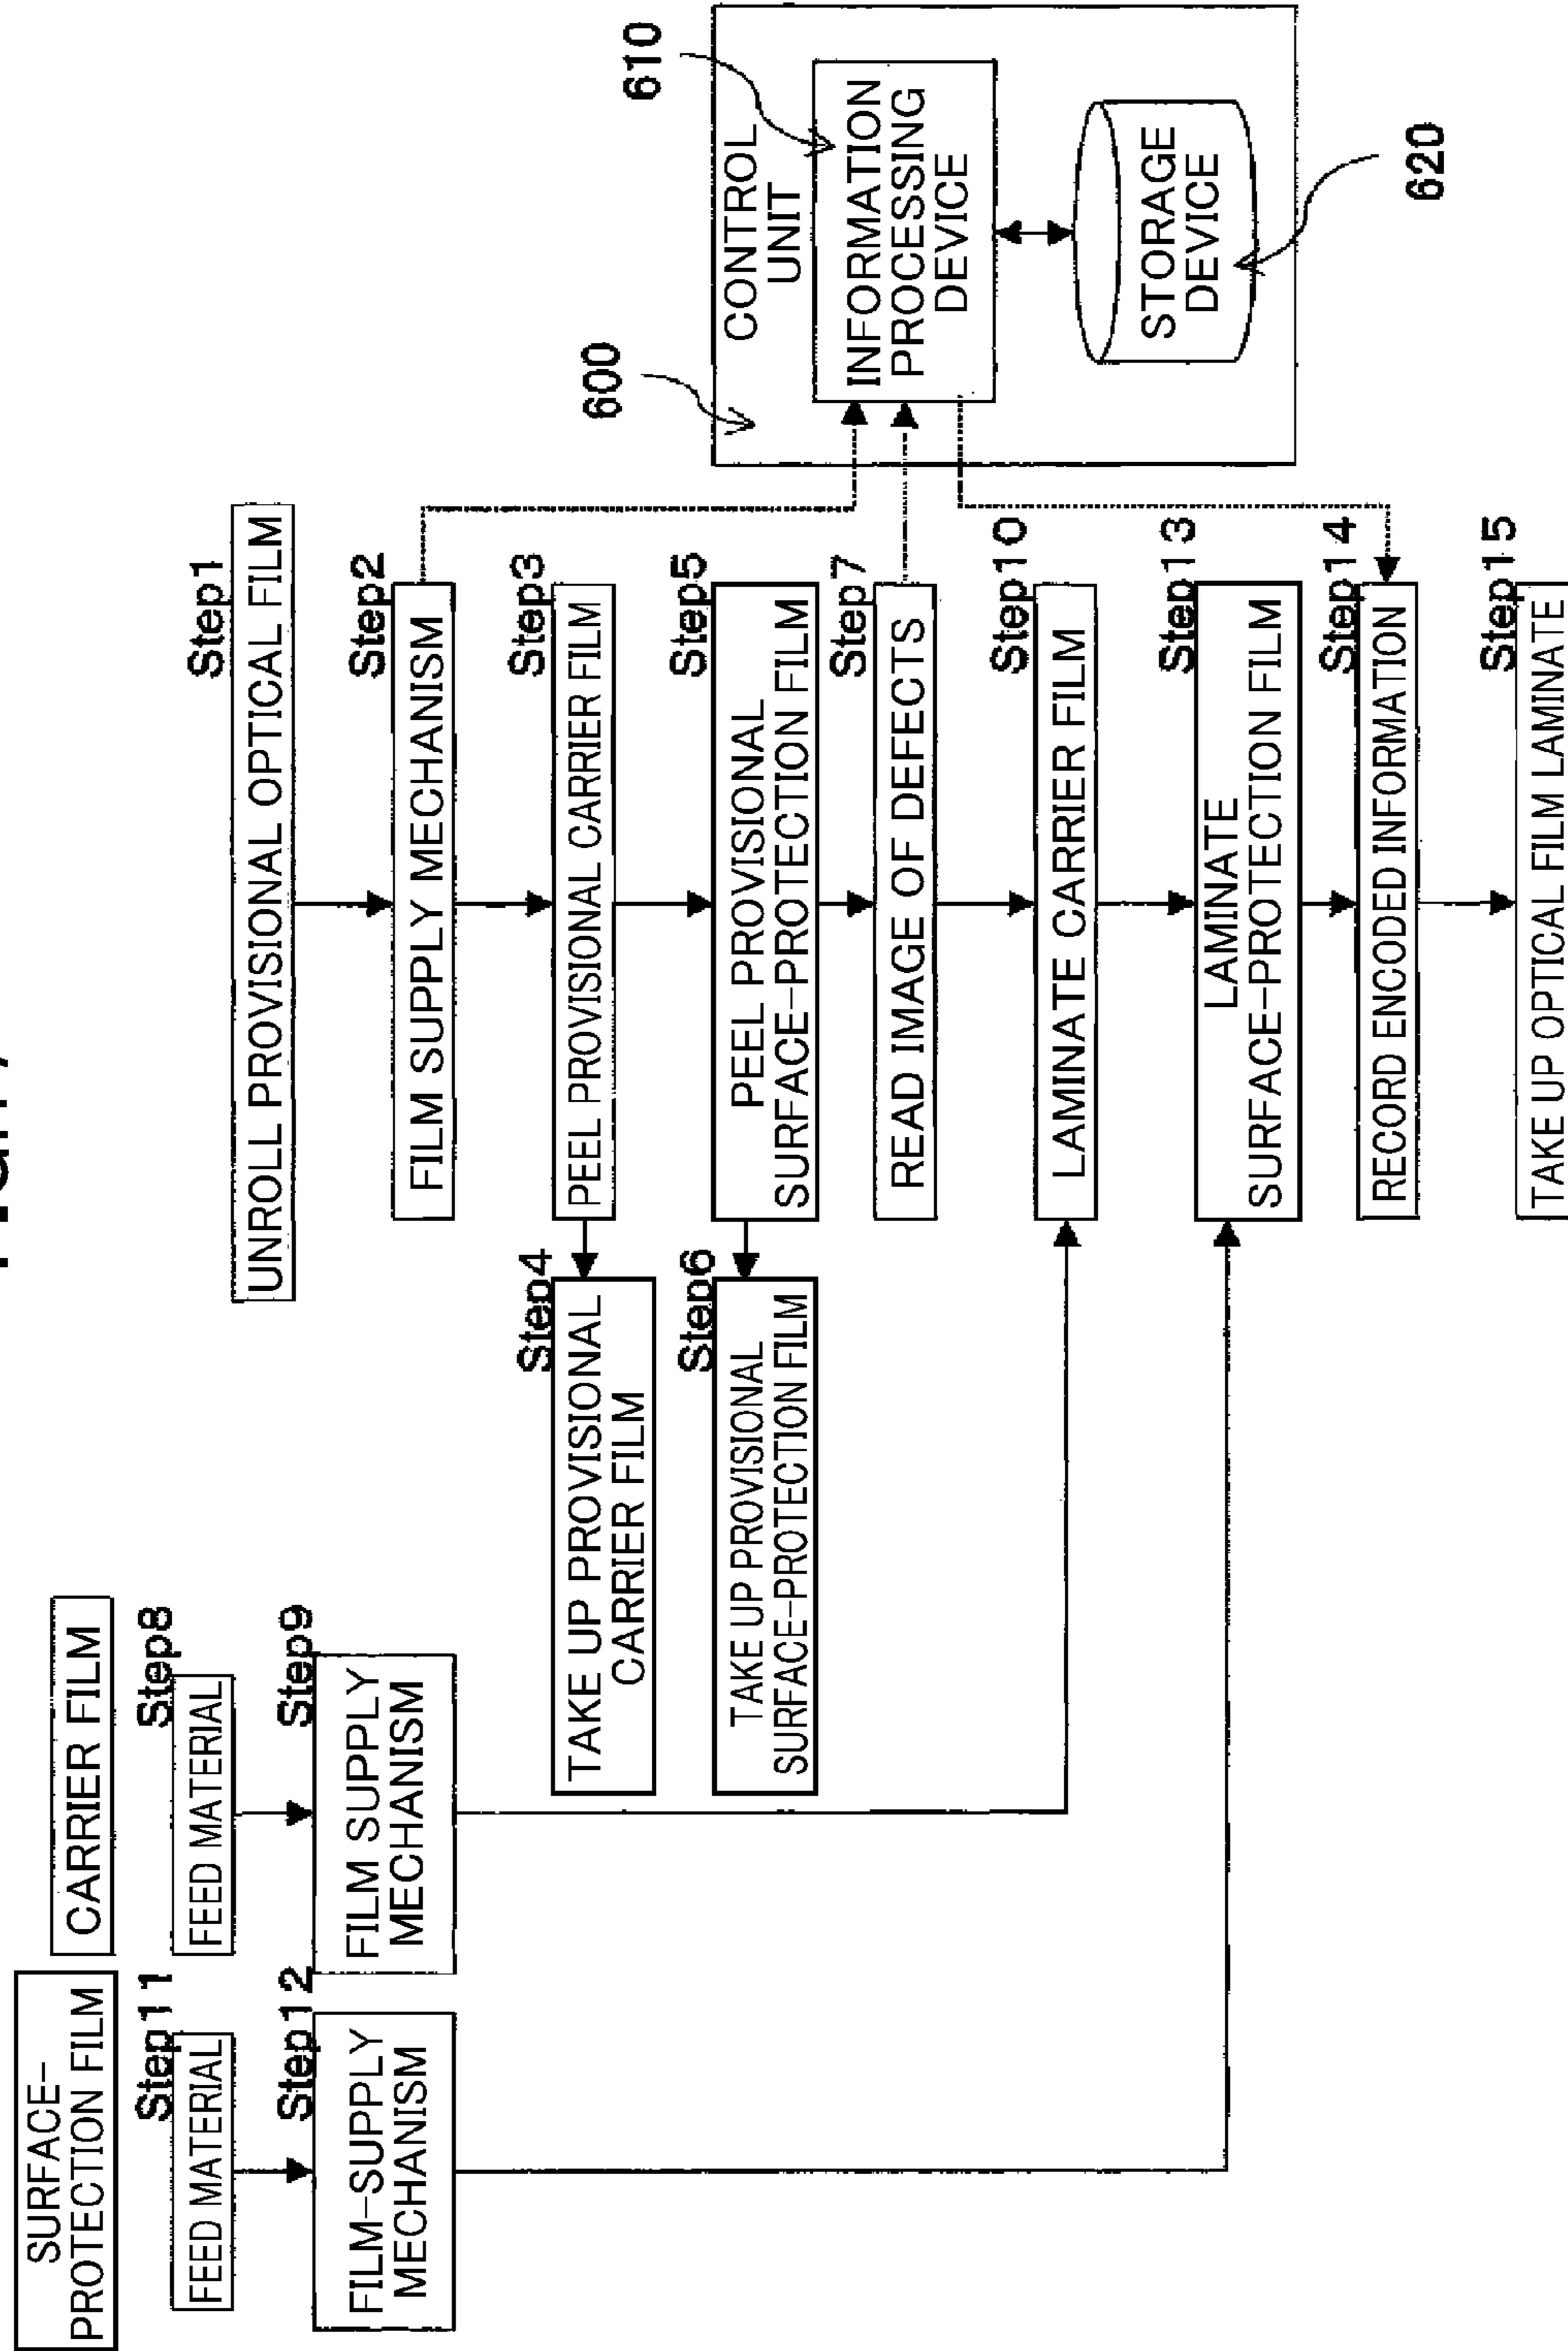 SURFACE-
PROTECTION FILM
Step11
FEED MATERIAL
Step12
FILM-SUPPLY
MECHANISM
CARRIER FILM
Step8
FEED MATERIAL
Step9
FILM SUPPLY
MECHANISM
Step1
UNROLL PROVISIONAL OPTICAL FILM
Step2
FILM SUPPLY MECHANISM
Step3
PEEL PROVISIONAL CARRIER FILM
Step4
TAKE UP PROVISIONAL
CARRIER FILM
Step5
PEEL PROVISIONAL
SURFACE-PROTECTION FILM
Step6
TAKE UP PROVISIONAL
SURFACE-PROTECTION FILM
Step7
READ IMAGE OF DEFECTS
Step10
LAMINATE CARRIER FILM
Step13
LAMINATE
SURFACE-PROTECTION FILM
Step14
RECORD ENCODED INFORMATION
Step15
TAKE UP OPTICAL FILM LAMINATE
600
CONTROL
UNIT
610
INFORMATION
PROCESSING
DEVICE
STORAGE
DEVICE
620